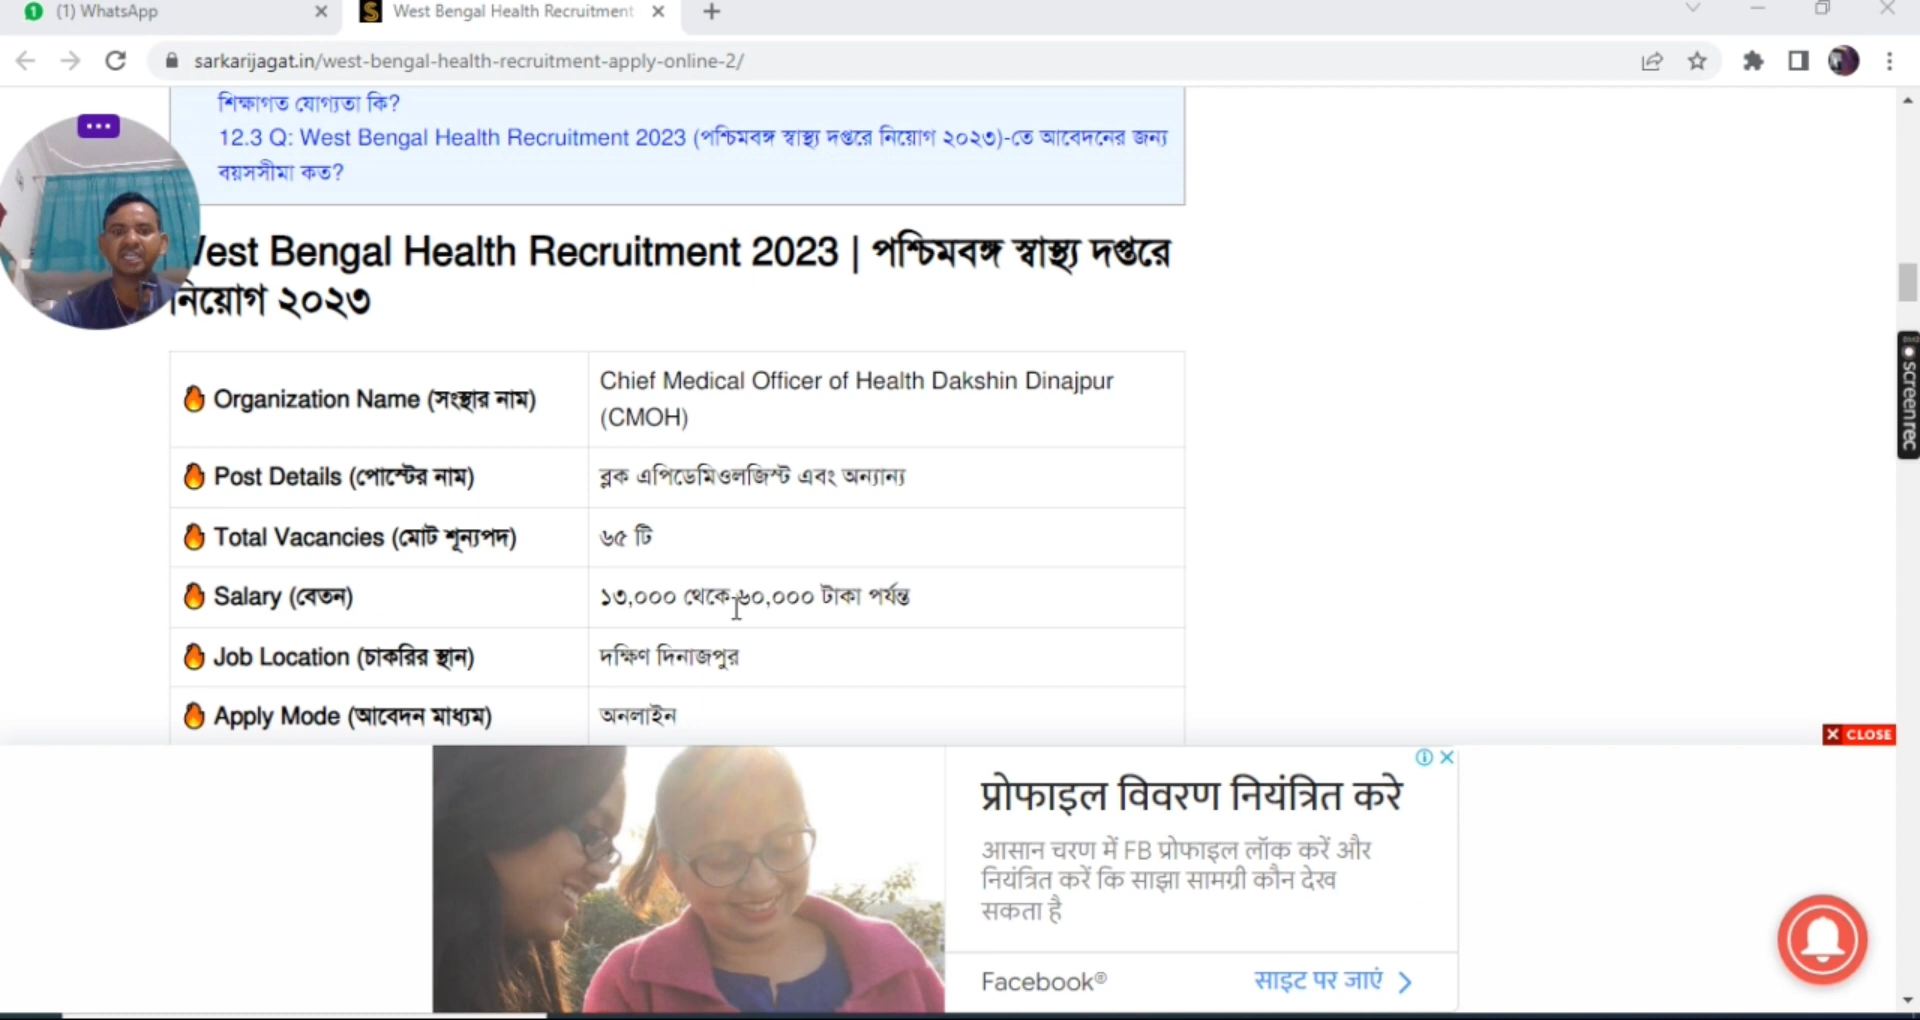 (1) WhatsApp
West Bengal Health Recruitment
sarkarijagat.in/west-bengal-health-recruitment-apply-online-2/
শিক্ষাগত যোগ্যতা কি?
12.3 Q: West Bengal Health Recruitment 2023 (পশ্চিমবঙ্গ স্বাস্থ্য দপ্তরে নিয়োগ ২০২৩)-তে আবেদনের জন্য
বয়সসীমা কত?
West Bengal Health Recruitment 2023 | পশ্চিমবঙ্গ স্বাস্থ্য দপ্তরে
নিয়োগ ২০২৩
Organization Name (সংস্থার নাম)
Chief Medical Officer of Health Dakshin Dinajpur
(CMOH)
Post Details (পোস্টের নাম)
ব্লক এপিডেমিওলজিস্ট এবং অন্যান্য
Total Vacancies (মোট শূন্যপদ)
৬৫ টি
Salary (বেতন)
১৩,০০০ থেকে ৬০,০০০ টাকা পর্যন্ত
Job Location (চাকরির স্থান)
দক্ষিণ দিনাজপুর
Apply Mode (আবেদন মাধ্যম)
অনলাইন
screenrec
X CLOSE
प्रोफाइल विवरण नियंत्रित करे
आसान चरण में FB प्रोफाइल लॉक करें और
नियंत्रित करें कि साझा सामग्री कौन देख
सकता है
Facebook®
साइट पर जाएं